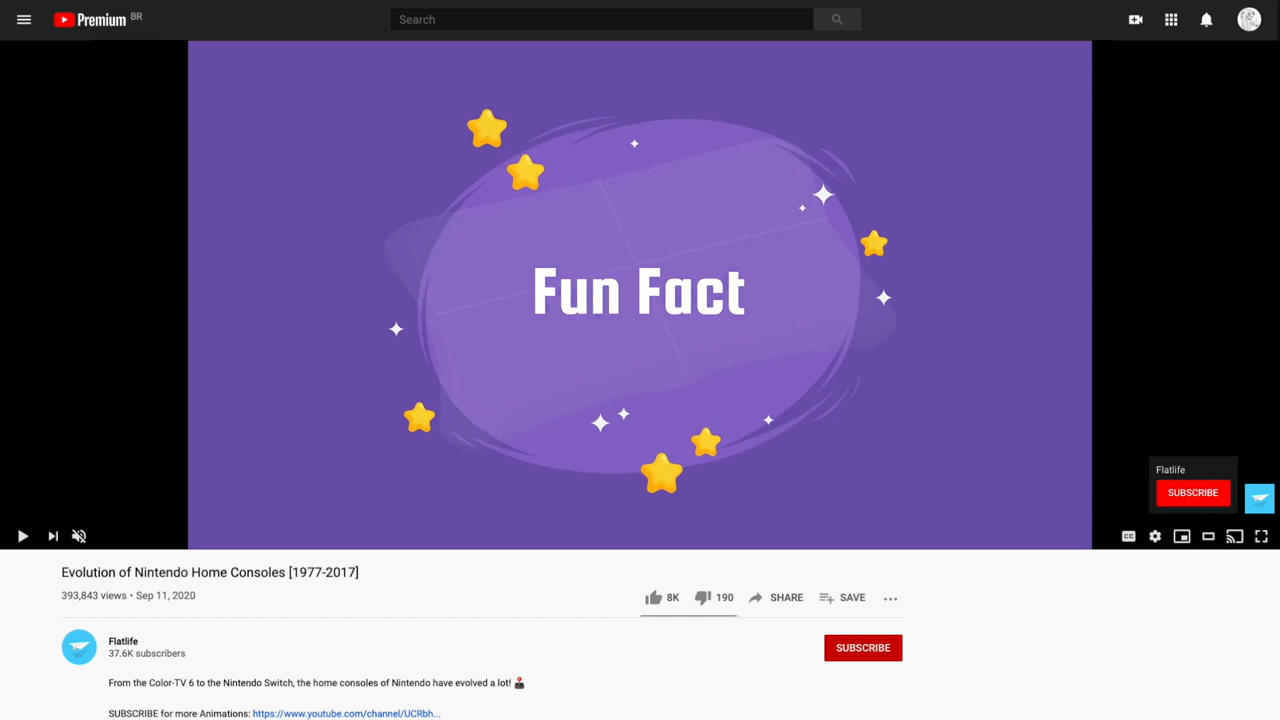 Premium BR
Search
Fun Fact
Flatlife
SUBSCRIBE
CC
Evolution of Nintendo Home Consoles [1977-2017]
393,843 views • Sep 11, 2020
8K
190
SHARE
SAVE
Flatlife
37.6K subscribers
SUBSCRIBE
From the Color-TV 6 to the Nintendo Switch, the home consoles of Nintendo have evolved a lot! 🕹
SUBSCRIBE for more Animations: https://www.youtube.com/channel/UCRbh...